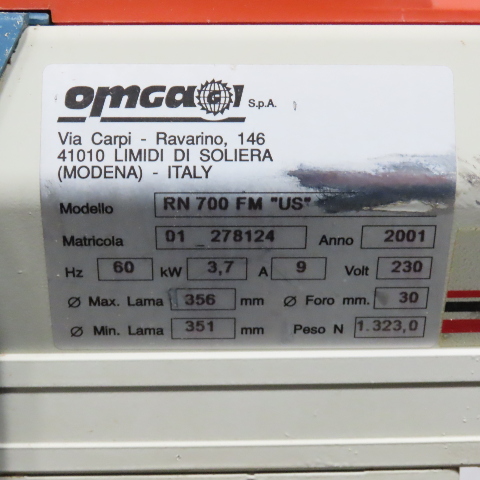 OMGA G S.p.A.
Via Carpi - Ravarino, 146
41010 LIMIDI DI SOLIERA
(MODENA) - ITALY
Modello RN 700 FM "US"
Matricola 01_278124 Anno 2001
Hz 60 kW 3,7 A 9 Volt 230
Ø Max. Lama 356 mm Ø Foro mm. 30
Ø Min. Lama 351 mm Peso N 1.323,0